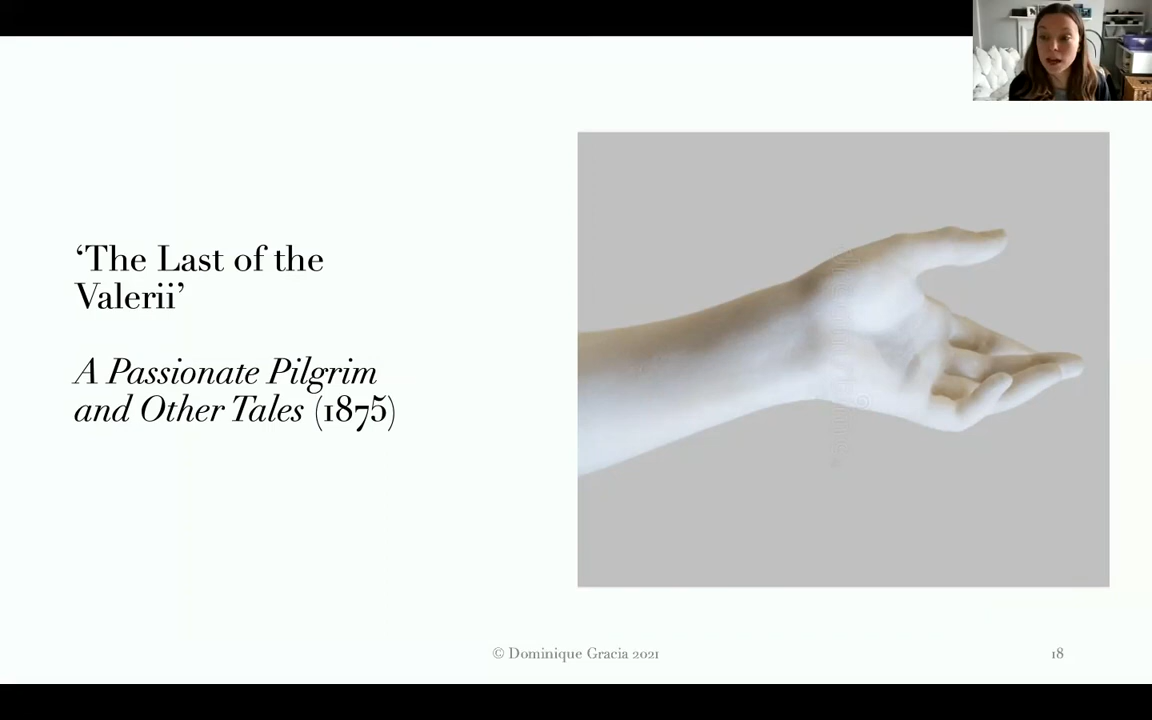 ‘The Last of the
Valerii’
A Passionate Pilgrim
and Other Tales (1875)
© Dominique Gracia 2021
18